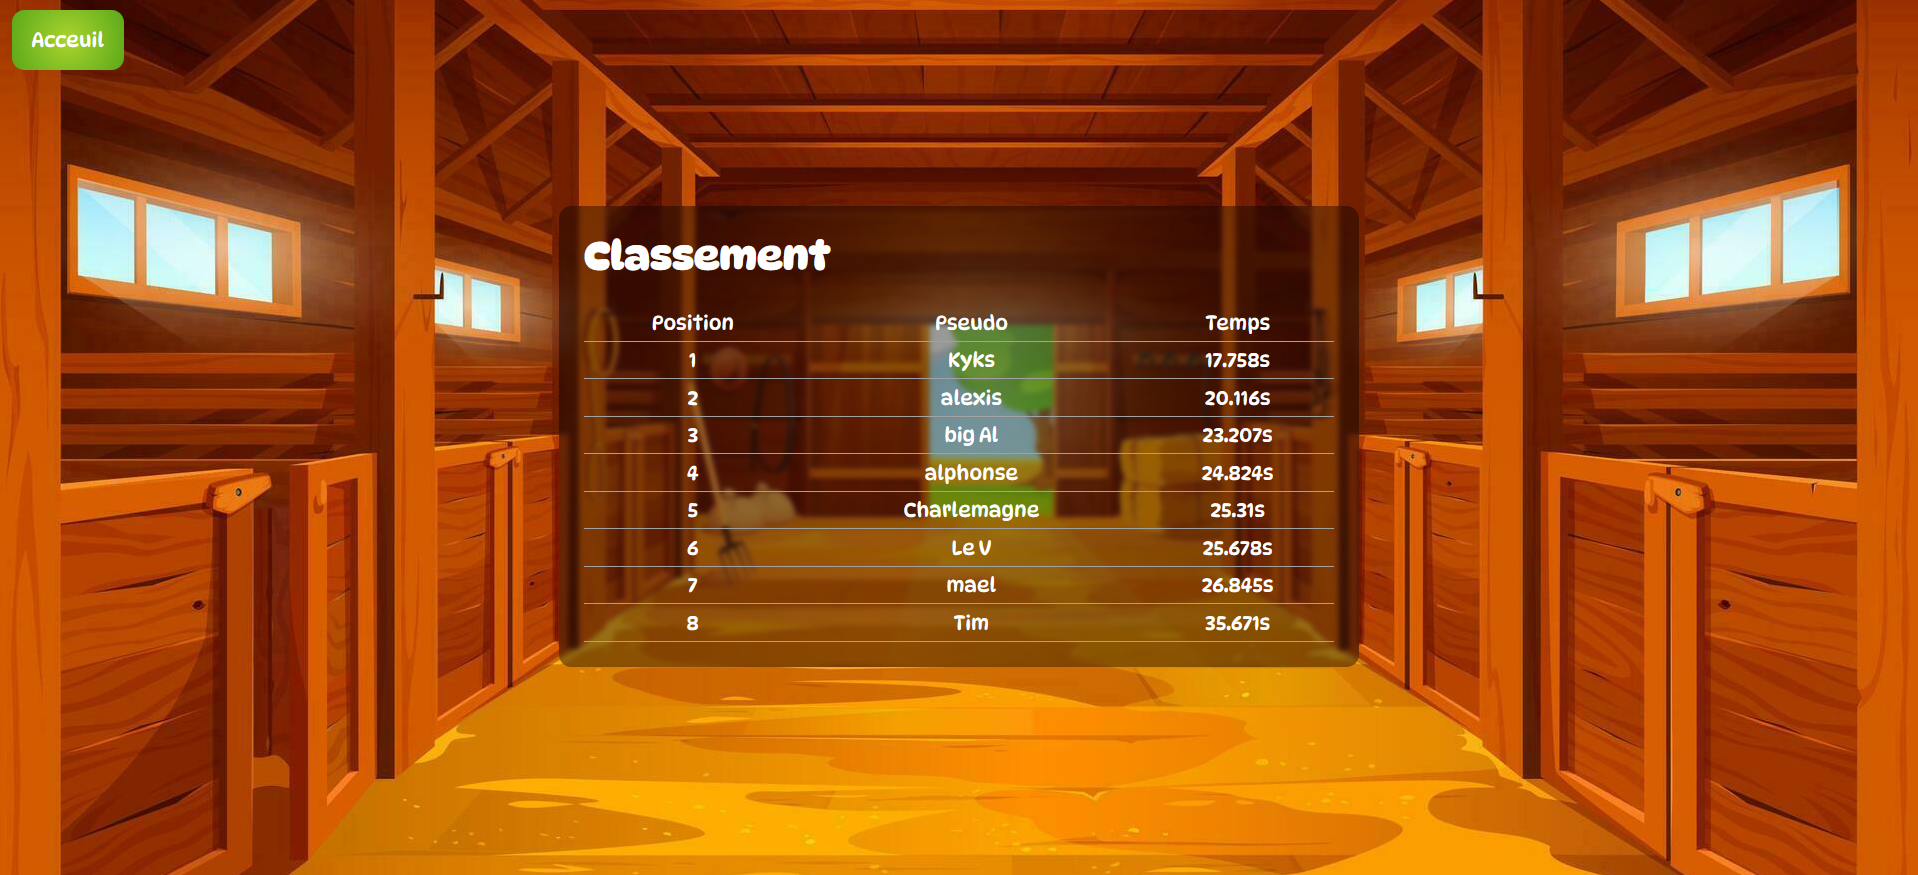 Acceuil
Classement
Position Pseudo Temps
1 Kyks 17.758s
2 alexis 20.116s
3 big Al 23.207s
4 alphonse 24.824s
5 Charlemagne 25.31s
6 Le V 25.678s
7 mael 26.845s
8 Tim 35.671s